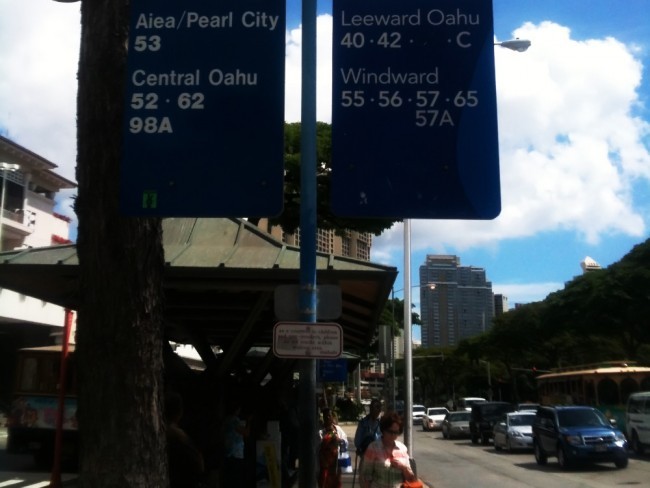 Aiea/Pearl City
53
Central Oahu
52 · 62
98A
Leeward Oahu
40 · 42 · · C
Windward
55 · 56 · 57 · 65
57A